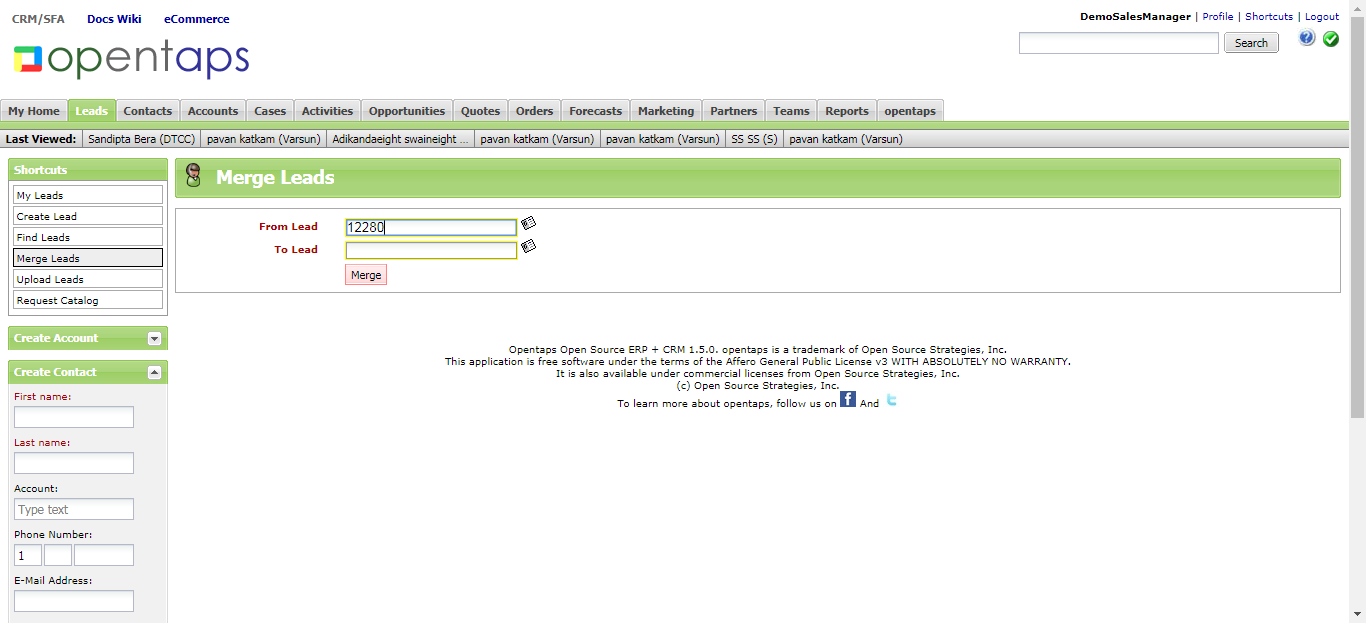 CRM/SFA Docs Wiki eCommerce
DemoSalesManager | Profile | Shortcuts | Logout
opentaps
Search
My Home Leads Contacts Accounts Cases Activities Opportunities Quotes Orders Forecasts Marketing Partners Teams Reports opentaps
Last Viewed: Sandipta Bera (DTCC) pavan katkam (Varsun) Adikandaeight swaineight ... pavan katkam (Varsun) pavan katkam (Varsun) SS SS (S) pavan katkam (Varsun)
Shortcuts
My Leads
Create Lead
Find Leads
Merge Leads
Upload Leads
Request Catalog
Create Account
Create Contact
First name:
Last name:
Account:
Type text
Phone Number:
1
E-Mail Address:
Merge Leads
From Lead 12280
To Lead
Merge
Opentaps Open Source ERP + CRM 1.5.0. opentaps is a trademark of Open Source Strategies, Inc.
This application is free software under the terms of the Affero General Public License v3 WITH ABSOLUTELY NO WARRANTY.
It is also available under commercial licenses from Open Source Strategies, Inc.
(c) Open Source Strategies, Inc.
To learn more about opentaps, follow us on f And t